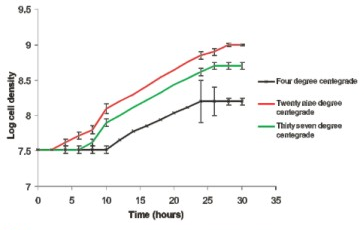 9.5
9
8.5
8
7.5
7
Log cell density
0 5 10 15 20 25 30 35
Time (hours)
Four degree centegrade
Twenty nine degree
centegrade
Thirty seven degree
centegrade